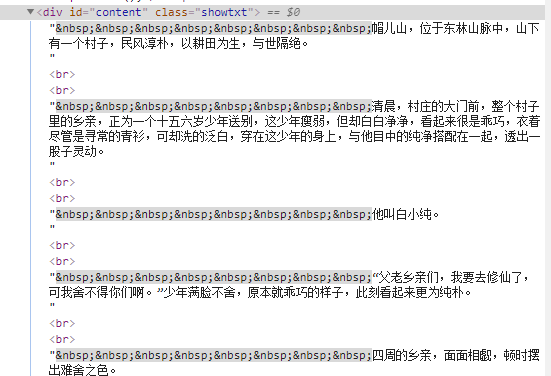 ▼<div id="content" class="showtxt"> == $0
"&nbsp;&nbsp;&nbsp;&nbsp;&nbsp;&nbsp;&nbsp;&nbsp;帽儿山，位于东林山脉中，山下
有一个村子，民风淳朴，以耕田为生，与世隔绝。
"
<br>
<br>
"&nbsp;&nbsp;&nbsp;&nbsp;&nbsp;&nbsp;&nbsp;&nbsp;清晨，村庄的大门前，整个村子
里的乡亲，正为一个十五六岁少年送别，这少年瘦弱，但却白白净净，看起来很是乖巧，衣着
尽管是寻常的青衫，可却洗的泛白，穿在这少年的身上，与他目中的纯净搭配在一起，透出一
股子灵动。
"
<br>
<br>
"&nbsp;&nbsp;&nbsp;&nbsp;&nbsp;&nbsp;&nbsp;&nbsp;他叫白小纯。
"
<br>
<br>
"&nbsp;&nbsp;&nbsp;&nbsp;&nbsp;&nbsp;&nbsp;&nbsp;“父老乡亲们，我要去修仙了，
可我舍不得你们啊。”少年满脸不舍，原本就乖巧的样子，此刻看起来更为纯朴。
"
<br>
<br>
"&nbsp;&nbsp;&nbsp;&nbsp;&nbsp;&nbsp;&nbsp;&nbsp;四周的乡亲，面面相觑，顿时摆
出难舍之色。